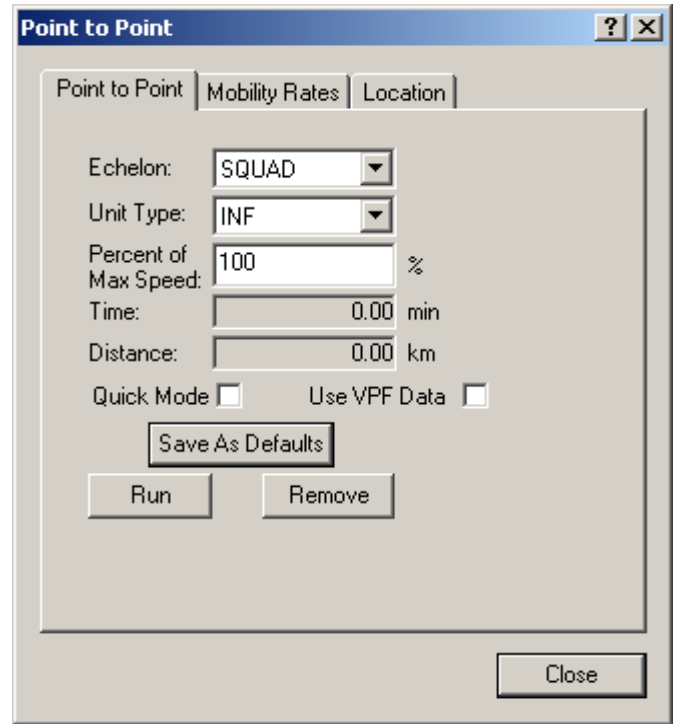 Point to Point
Point to Point Mobility Rates Location
Echelon: SQUAD
Unit Type: INF
Percent of
Max Speed: 100 %
Time: 0.00 min
Distance: 0.00 km
Quick Mode Use VPF Data
Save As Defaults
Run Remove
Close